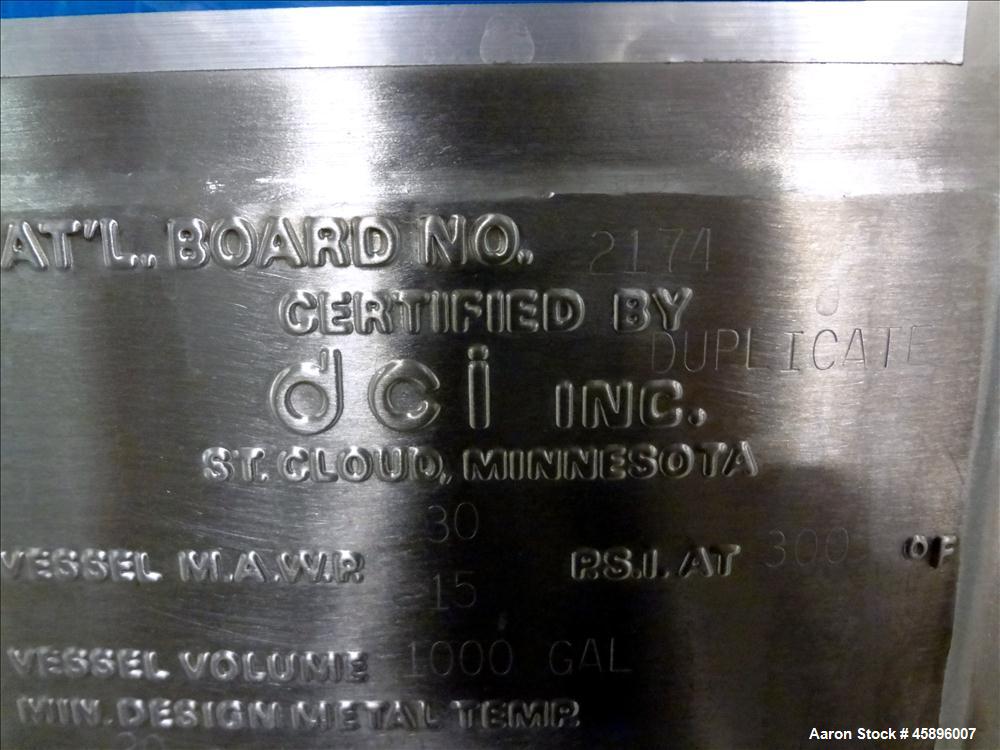 AT'L. BOARD NO. 2174
CERTIFIED BY
DUPLICATE
dci INC.
ST. CLOUD, MINNESOTA
30
VESSEL M.A.W.P. P.S.I. AT 300 OF
-15
VESSEL VOLUME 1000 GAL
MIN. DESIGN METAL TEMP.
Aaron Stock # 45896007